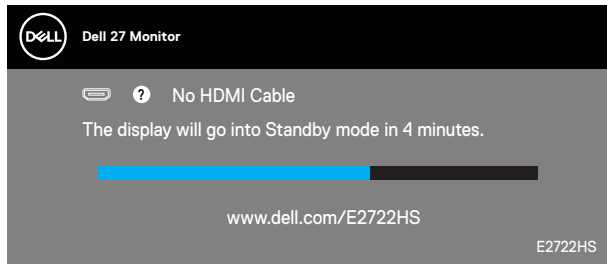 DELL
Dell 27 Monitor
? No HDMI Cable
The display will go into Standby mode in 4 minutes.
www.dell.com/E2722HS
E2722HS